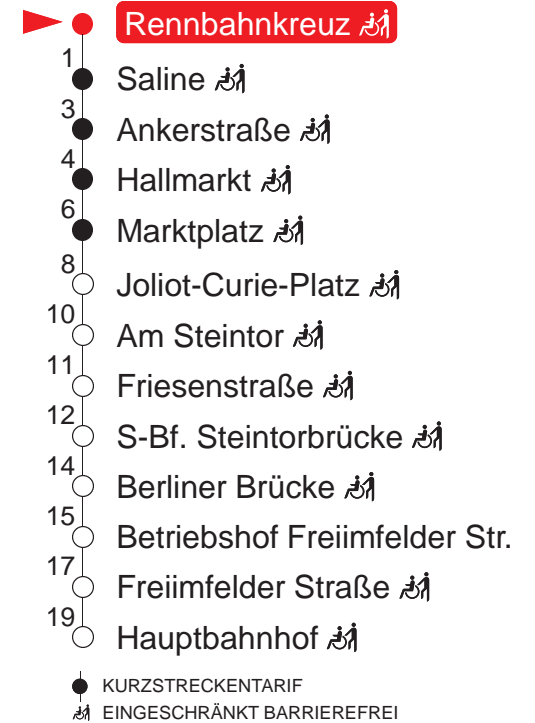 Rennbahnkreuz
1
Saline
3
Ankerstraße
4
Hallmarkt
6
Marktplatz
8
Joliot-Curie-Platz
10
Am Steintor
11
Friesenstraße
12
S-Bf. Steintorbrücke
14
Berliner Brücke
15
Betriebshof Freiimfelder Str.
17
Freiimfelder Straße
19
Hauptbahnhof
KURZSTRECKENTARIF
EINGESCHRÄNKT BARRIEREFREI